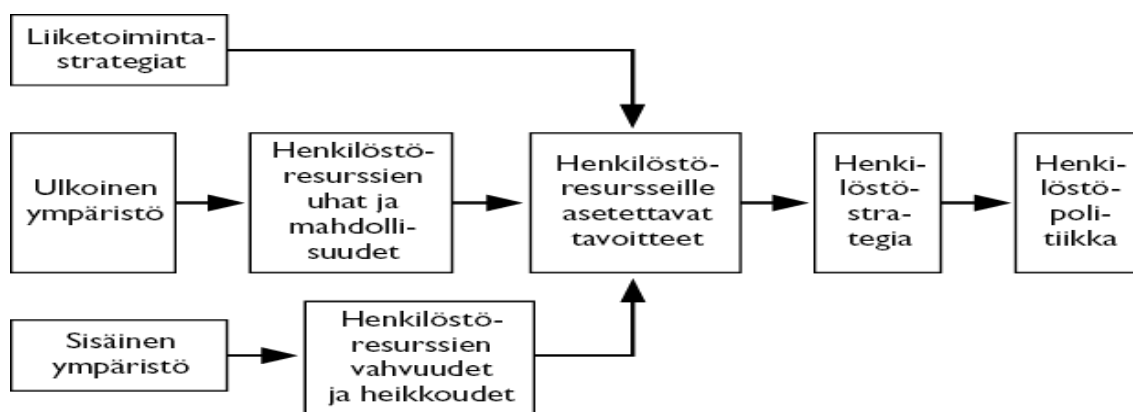 Liiketoiminta-
strategiat
Ulkoinen
ympäristö
Henkilöstö-
resurssien
uhat ja
mahdolli-
suudet
Henkilöstö-
resursseille
asetettavat
tavoitteet
Henki-
löstö-
stra-
tegia
Henki-
löstö-
poli-
tiikka
Sisäinen
ympäristö
Henkilöstö-
resurssien
vahvuudet
ja heikkoudet